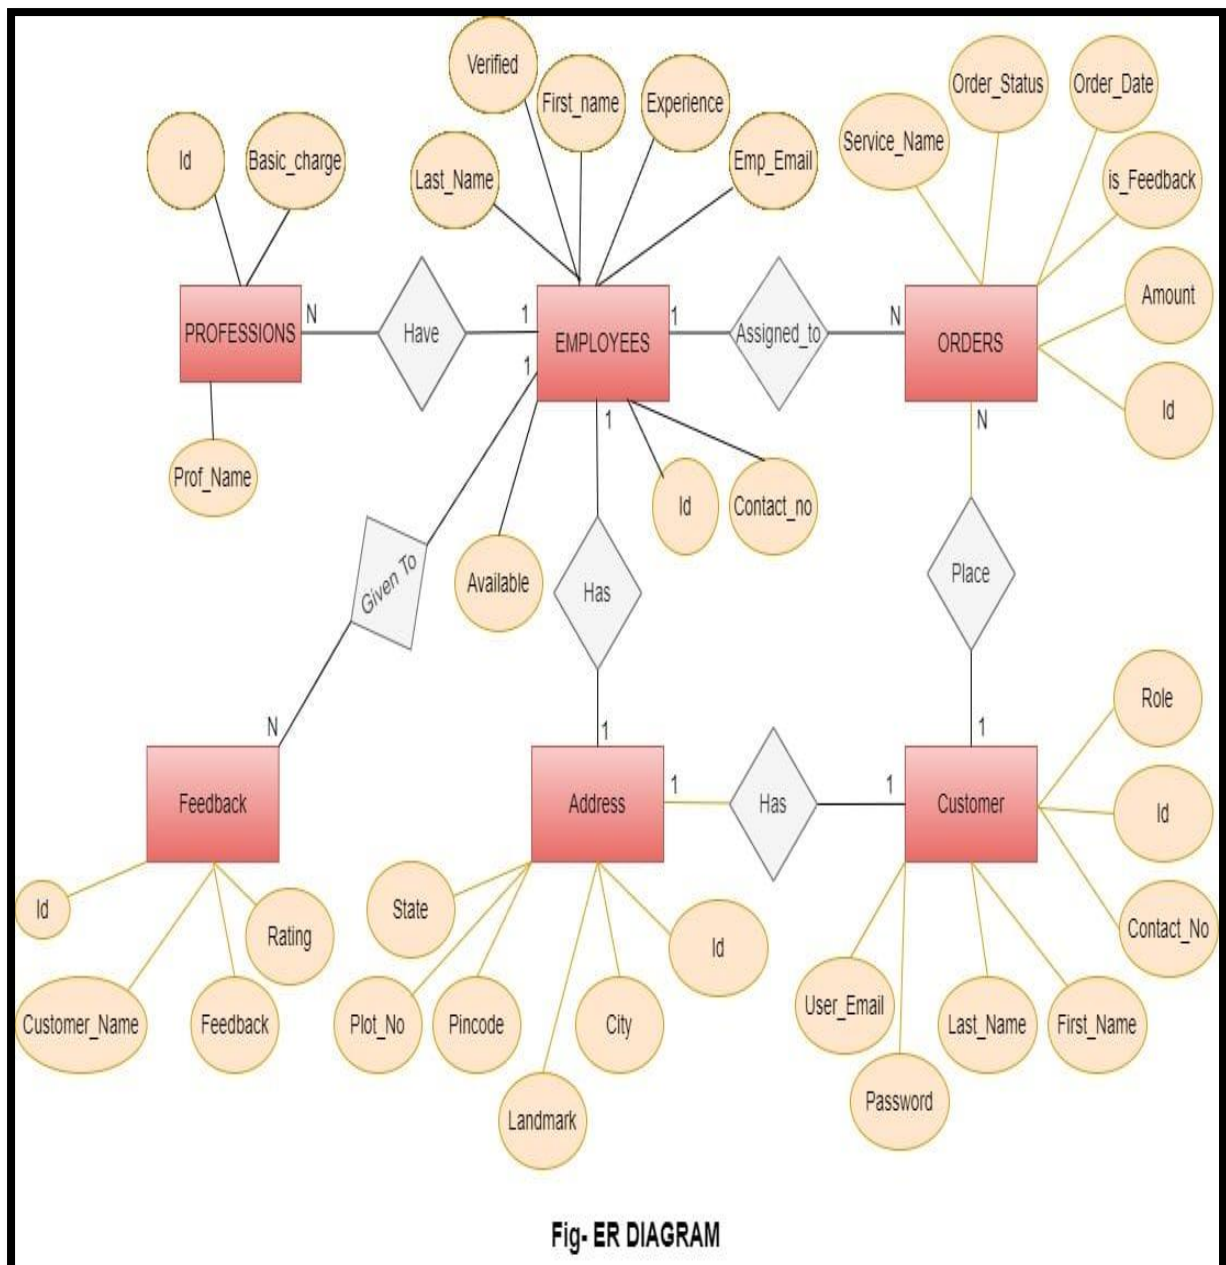 Verified
Order_Status
Order_Date
First_name
Experience
Service_Name
Id
Basic_charge
Last_Name
Emp_Email
is_Feedback
Amount
N
1
1
N
PROFESSIONS
Have
EMPLOYEES
Assigned_to
ORDERS
1
Id
1
N
Prof_Name
Id
Contact_no
Given To
Available
Has
Place
Role
N
1
1
1
1
Feedback
Address
Has
Customer
Id
Id
State
Rating
Id
Contact_No
Customer_Name
Feedback
Plot_No
Pincode
City
User_Email
Last_Name
First_Name
Landmark
Password
Fig- ER DIAGRAM